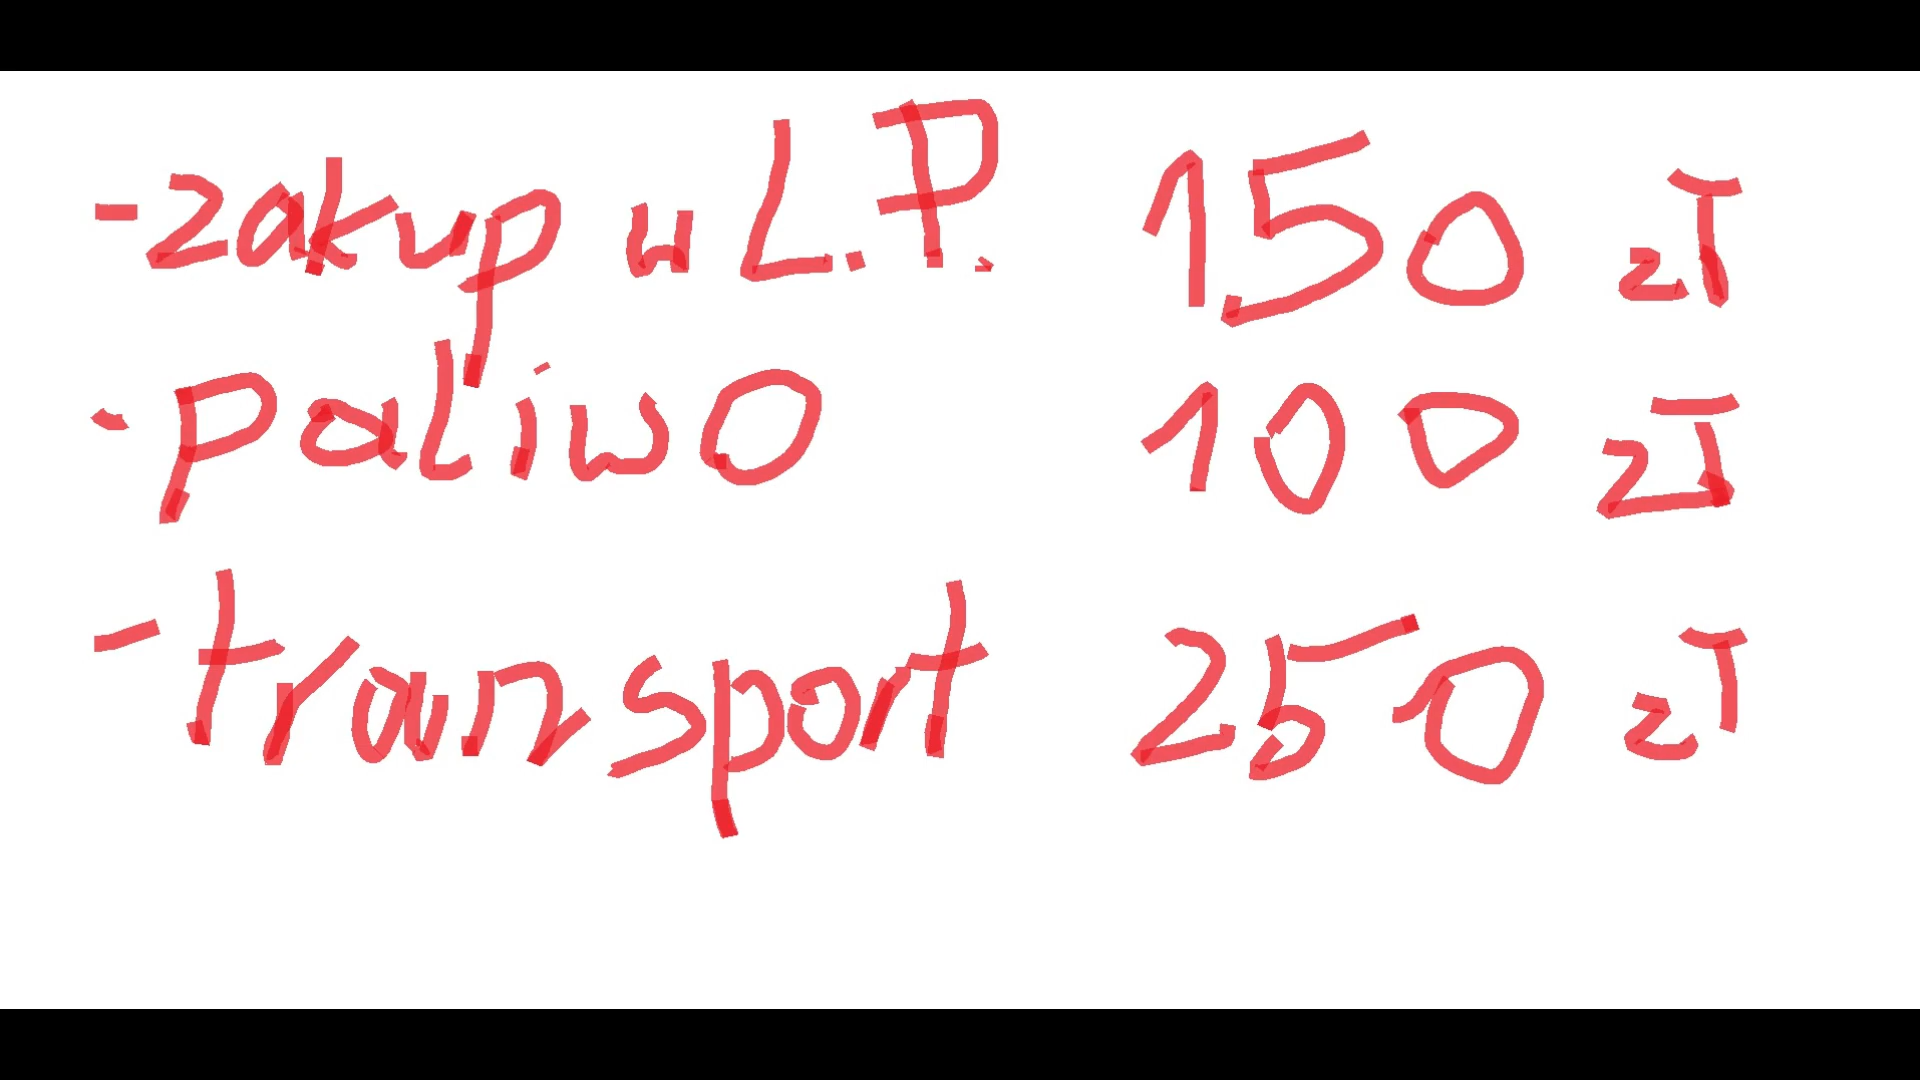 - zakup w L.P. 150 zł
- paliwo 100 zł
- transport 250 zł